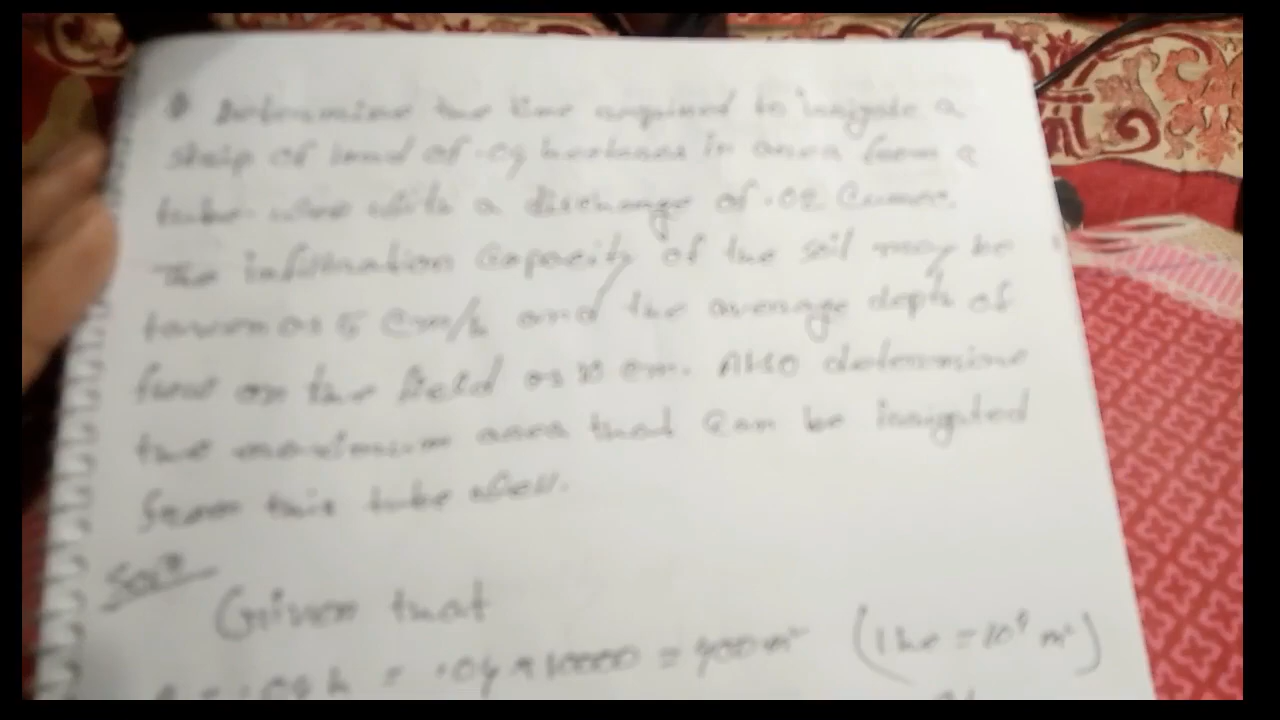 Determine the time required to irrigate a
strip of land of .04 hectares in area from a
tube-well with a discharge of .02 Cumec.
The infiltration Capacity of the soil may be
taken as 5 Cm/h and the average depth of
flow on the field as 10 cm. Also determine
the maximum area that Can be irrigated
from this tube well.
Solⁿ
Given that
= .04 h = .04 × 10000 = 400 m² (1 he = 10⁴ m²)